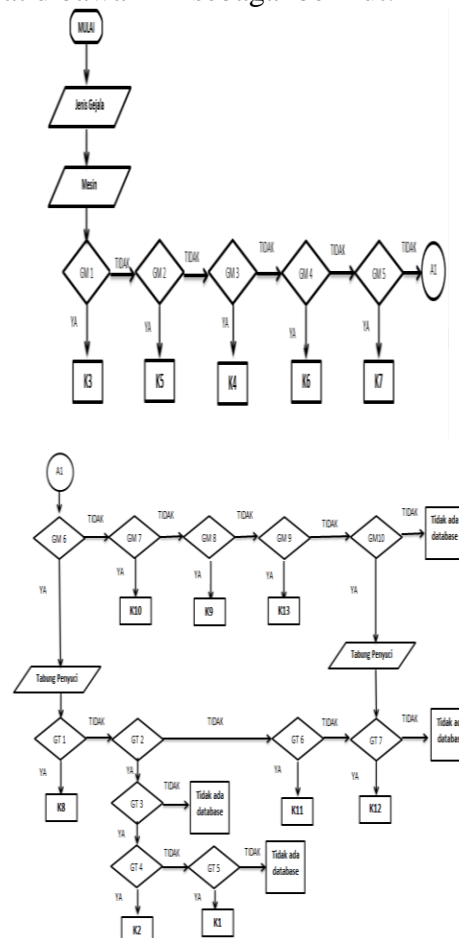 MULAI
Jenis Gejala
Mesin
GM 1
TIDAK
GM 2
TIDAK
GM 3
TIDAK
GM 4
TIDAK
GM 5
TIDAK
A1
YA
YA
YA
YA
YA
K3
K5
K4
K6
K7
A1
GM 6
TIDAK
GM 7
TIDAK
GM 8
TIDAK
GM 9
TIDAK
GM10
TIDAK
Tidak ada
database
YA
YA
YA
YA
YA
K10
K9
K13
Tabung Penyuci
Tabung Penyuci
GT 1
TIDAK
GT 2
TIDAK
GT 6
TIDAK
GT 7
TIDAK
Tidak ada
YA
YA
YA
YA
K8
K11
K12
GT 3
TIDAK
Tidak ada
database
YA
GT 4
TIDAK
GT 5
TIDAK
Tidak ada
database
YA
YA
K2
K1